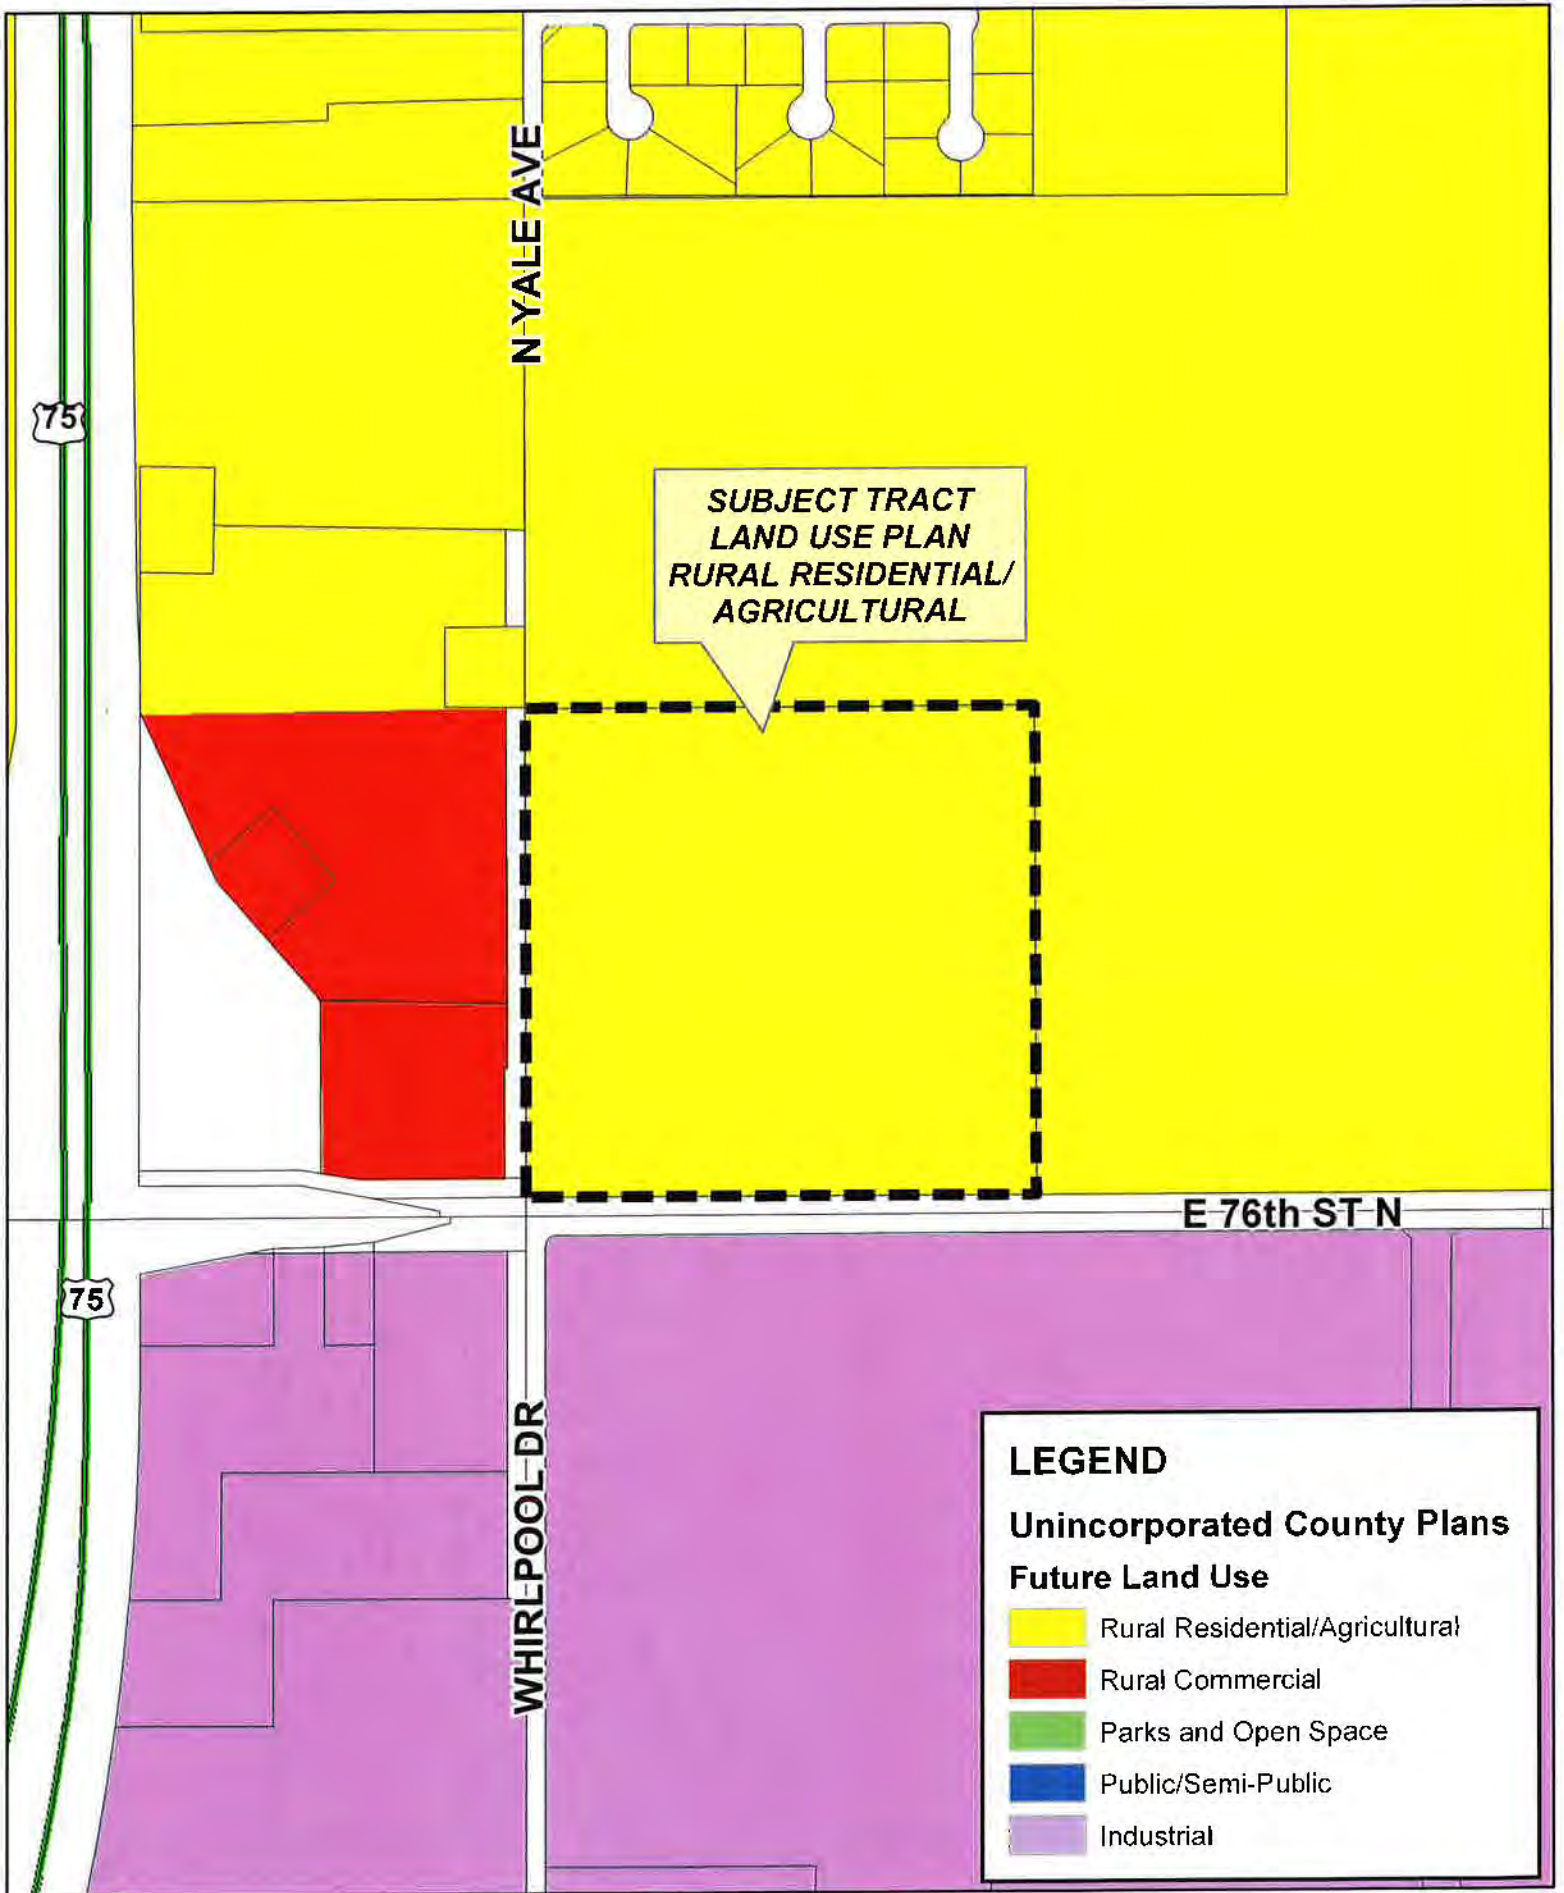 N YALE AVE
75
SUBJECT TRACT
LAND USE PLAN
RURAL RESIDENTIAL/
AGRICULTURAL
E 76th ST N
75
WHIRLPOOL DR
LEGEND
Unincorporated County Plans
Future Land Use
Rural Residential/Agricultural
Rural Commercial
Parks and Open Space
Public/Semi-Public
Industrial